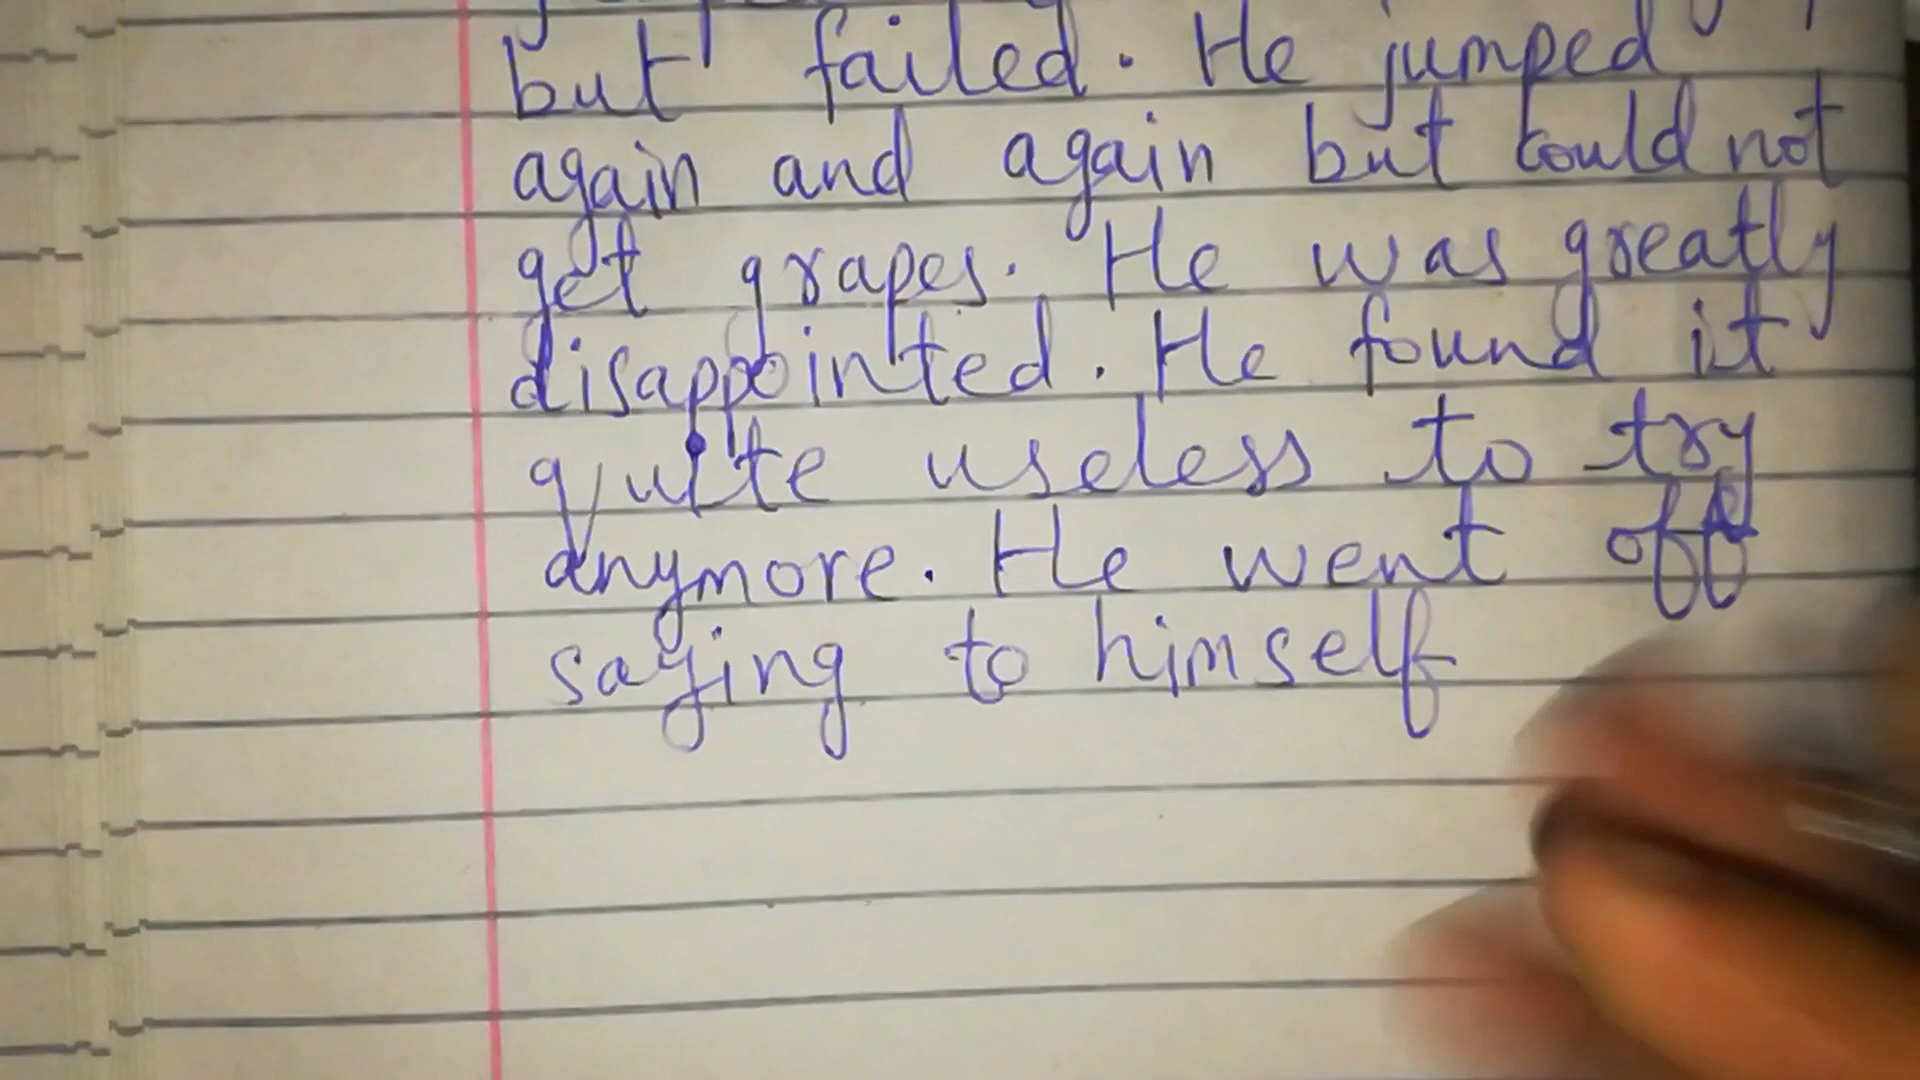 but failed. He jumped
again and again but could not
get grapes. He was greatly
disappointed. He found it
quite useless to try
anymore. He went off
saying to himself